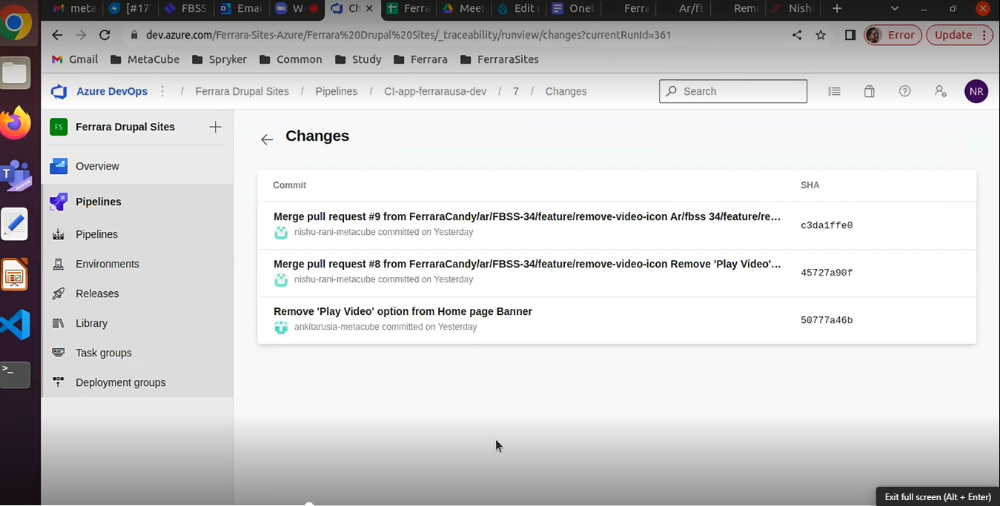 meta
[#17
FBSS
Emai
W
Ch
Ferra
Meet
Edit
Onet
Ferra
Ar/fb
Remo
Nish
dev.azure.com/Ferrara-Sites-Azure/Ferrara%20Drupal%20Sites/_traceability/runview/changes?currentRunId=361
Error
Update
Gmail
MetaCube
Spryker
Common
Study
Ferrara
FerraraSites
Azure DevOps / Ferrara Drupal Sites / Pipelines / CI-app-ferrarausa-dev / 7 / Changes
Search
NR
FS
Ferrara Drupal Sites
Overview
Pipelines
Pipelines
Environments
Releases
Library
Task groups
Deployment groups
Changes
Commit SHA
Merge pull request #9 from FerraraCandy/ar/FBSS-34/feature/remove-video-icon Ar/fbss 34/feature/re...
nishu-rani-metacube committed on Yesterday
c3da1ffe0
Merge pull request #8 from FerraraCandy/ar/FBSS-34/feature/remove-video-icon Remove 'Play Video'...
nishu-rani-metacube committed on Yesterday
45727a90f
Remove 'Play Video' option from Home page Banner
ankitarusia-metacube committed on Yesterday
50777a46b
Exit full screen (Alt + Enter)